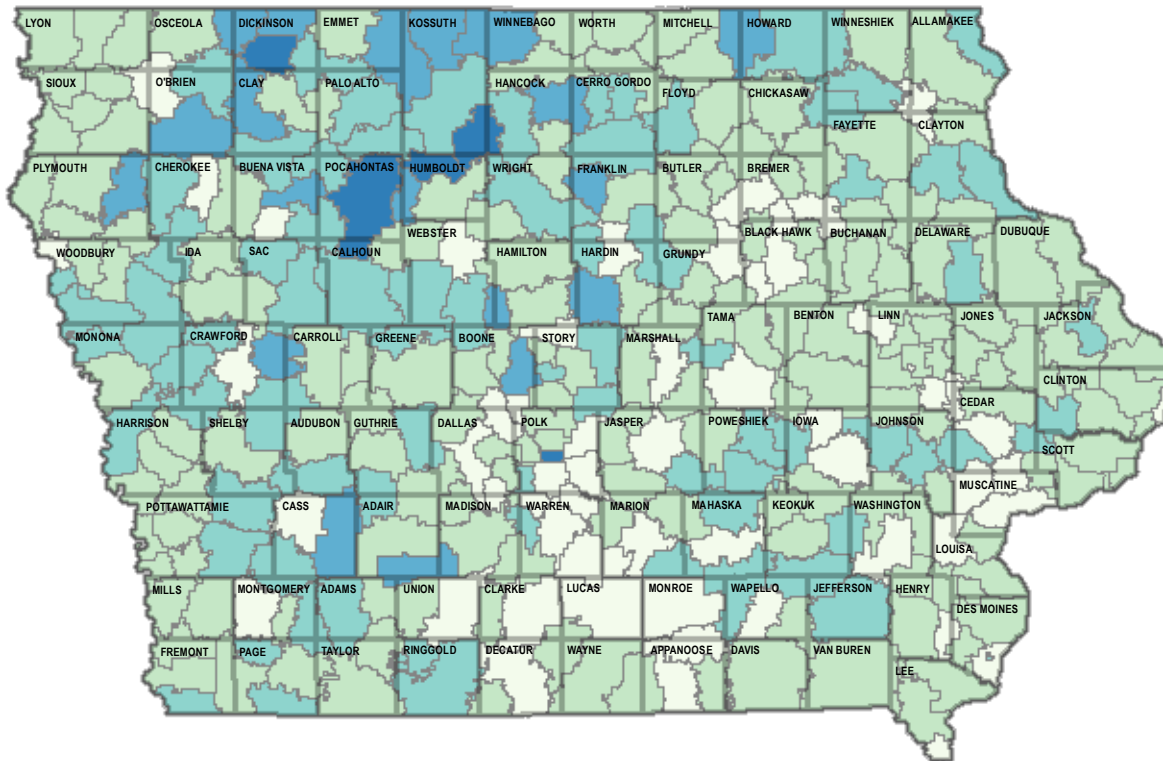 LYON OSCEOLA DICKINSON EMMET KOSSUTH WINNEBAGO WORTH MITCHELL HOWARD WINNESHIEK ALLAMAKEE
SIOUX O'BRIEN CLAY PALO ALTO HANCOCK CERRO GORDO FLOYD CHICKASAW
FAYETTE CLAYTON
PLYMOUTH CHEROKEE BUENA VISTA POCAHONTAS HUMBOLDT WRIGHT FRANKLIN BUTLER BREMER
WEBSTER BLACK HAWK BUCHANAN DELAWARE DUBUQUE
WOODBURY IDA SAC CALHOUN HAMILTON HARDIN GRUNDY
TAMA BENTON LINN JONES JACKSON
MONONA CRAWFORD CARROLL GREENE BOONE STORY MARSHALL
CLINTON
CEDAR
HARRISON SHELBY AUDUBON GUTHRIE DALLAS POLK JASPER POWESHIEK IOWA JOHNSON
SCOTT
MUSCATINE
POTTAWATTAMIE CASS ADAIR MADISON WARREN MARION MAHASKA KEOKUK WASHINGTON
LOUISA
MILLS MONTGOMERY ADAMS UNION CLARKE LUCAS MONROE WAPELLO JEFFERSON HENRY
DES MOINES
FREMONT PAGE TAYLOR RINGGOLD DECATUR WAYNE APPANOOSE DAVIS VAN BUREN
LEE